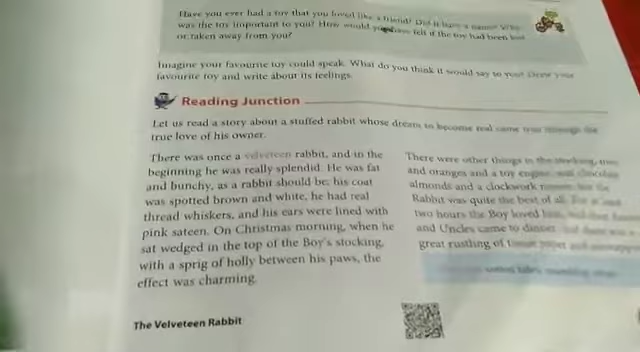 Have you ever had a toy that you loved like a friend? Did it have a name? Why
was the toy important to you? How would you have felt if the toy had been lost
or taken away from you?
Imagine your favourite toy could speak. What do you think it would say to you? Draw your
favourite toy and write about its feelings.
Reading Junction
Let us read a story about a stuffed rabbit whose dream to become real came true through the
true love of his owner.
There was once a velveteen rabbit, and in the
beginning he was really splendid. He was fat
and bunchy, as a rabbit should be; his coat
was spotted brown and white, he had real
thread whiskers, and his ears were lined with
pink sateen. On Christmas morning, when he
sat wedged in the top of the Boy's stocking,
with a sprig of holly between his paws, the
effect was charming.
There were other things in the stocking, nuts
and oranges and a toy engine, and chocolate
almonds and a clockwork mouse, but the
Rabbit was quite the best of all. For at least
two hours the Boy loved him, and then Aunts
and Uncles came to dinner, and there was a
great rustling of tissue paper and
The Velveteen Rabbit